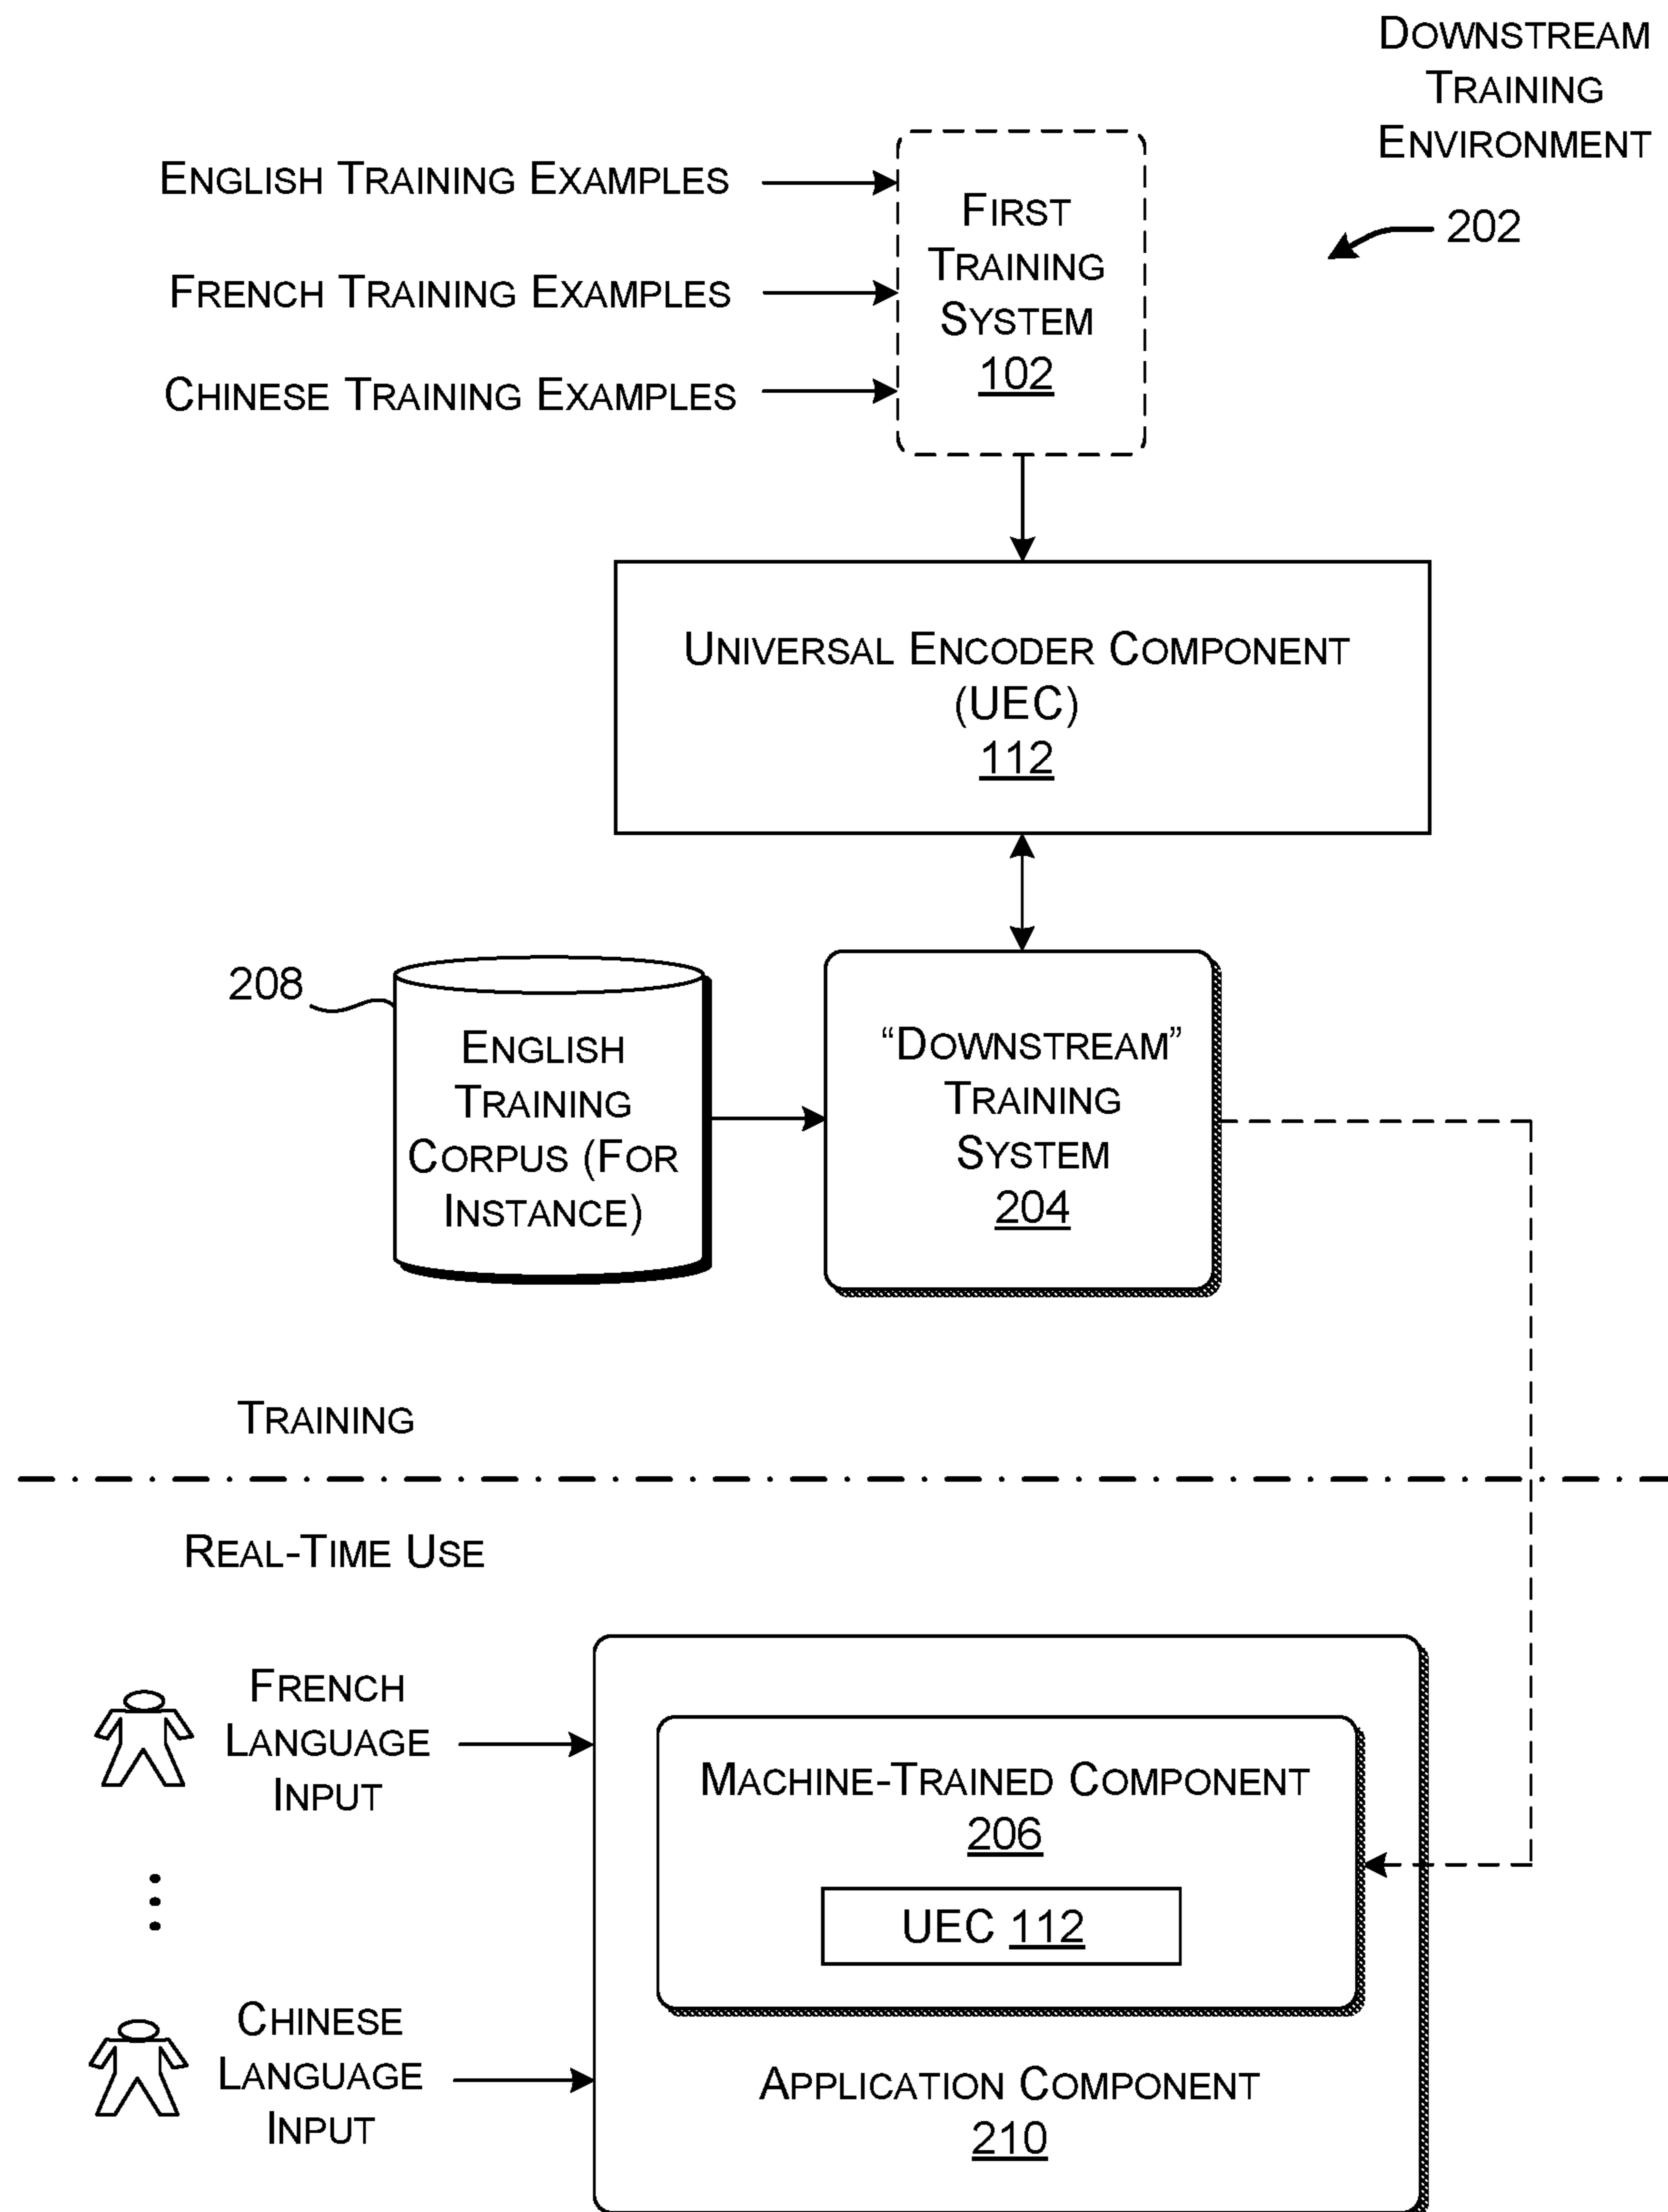 DOWNSTREAM
TRAINING
ENVIRONMENT
202
ENGLISH TRAINING EXAMPLES
FRENCH TRAINING EXAMPLES
CHINESE TRAINING EXAMPLES
FIRST
TRAINING
SYSTEM
102
UNIVERSAL ENCODER COMPONENT
(UEC)
112
208
ENGLISH
TRAINING
CORPUS (FOR
INSTANCE)
“DOWNSTREAM”
TRAINING
SYSTEM
204
TRAINING
REAL-TIME USE
FRENCH
LANGUAGE
INPUT
CHINESE
LANGUAGE
INPUT
MACHINE-TRAINED COMPONENT
206
UEC 112
APPLICATION COMPONENT
210